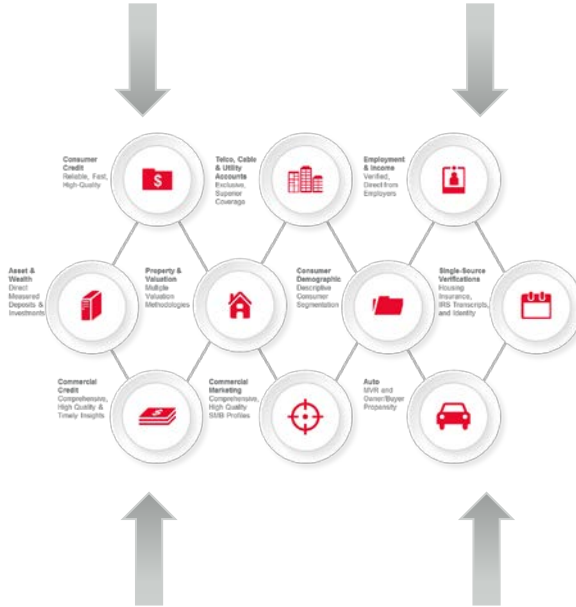 Consumer
Credit
Reliable, Fast,
High-Quality
$
Telco, Cable
& Utility
Accounts
Exclusive,
Superior
Coverage
Employment
& Income
Verified,
Direct from
Employers
Asset &
Wealth
Direct
Measured
Deposits &
Investments
Property &
Valuation
Multiple
Valuation
Methodologies
Consumer
Demographic
Descriptive
Consumer
Segmentation
Single-Source
Verifications
Housing
Insurance,
IRS Transcripts,
and Identity
Commercial
Credit
Comprehensive,
High Quality &
Timely Insights
$
Commercial
Marketing
Comprehensive,
High Quality
SMB Profiles
Auto
MVR and
Owner/Buyer
Propensity